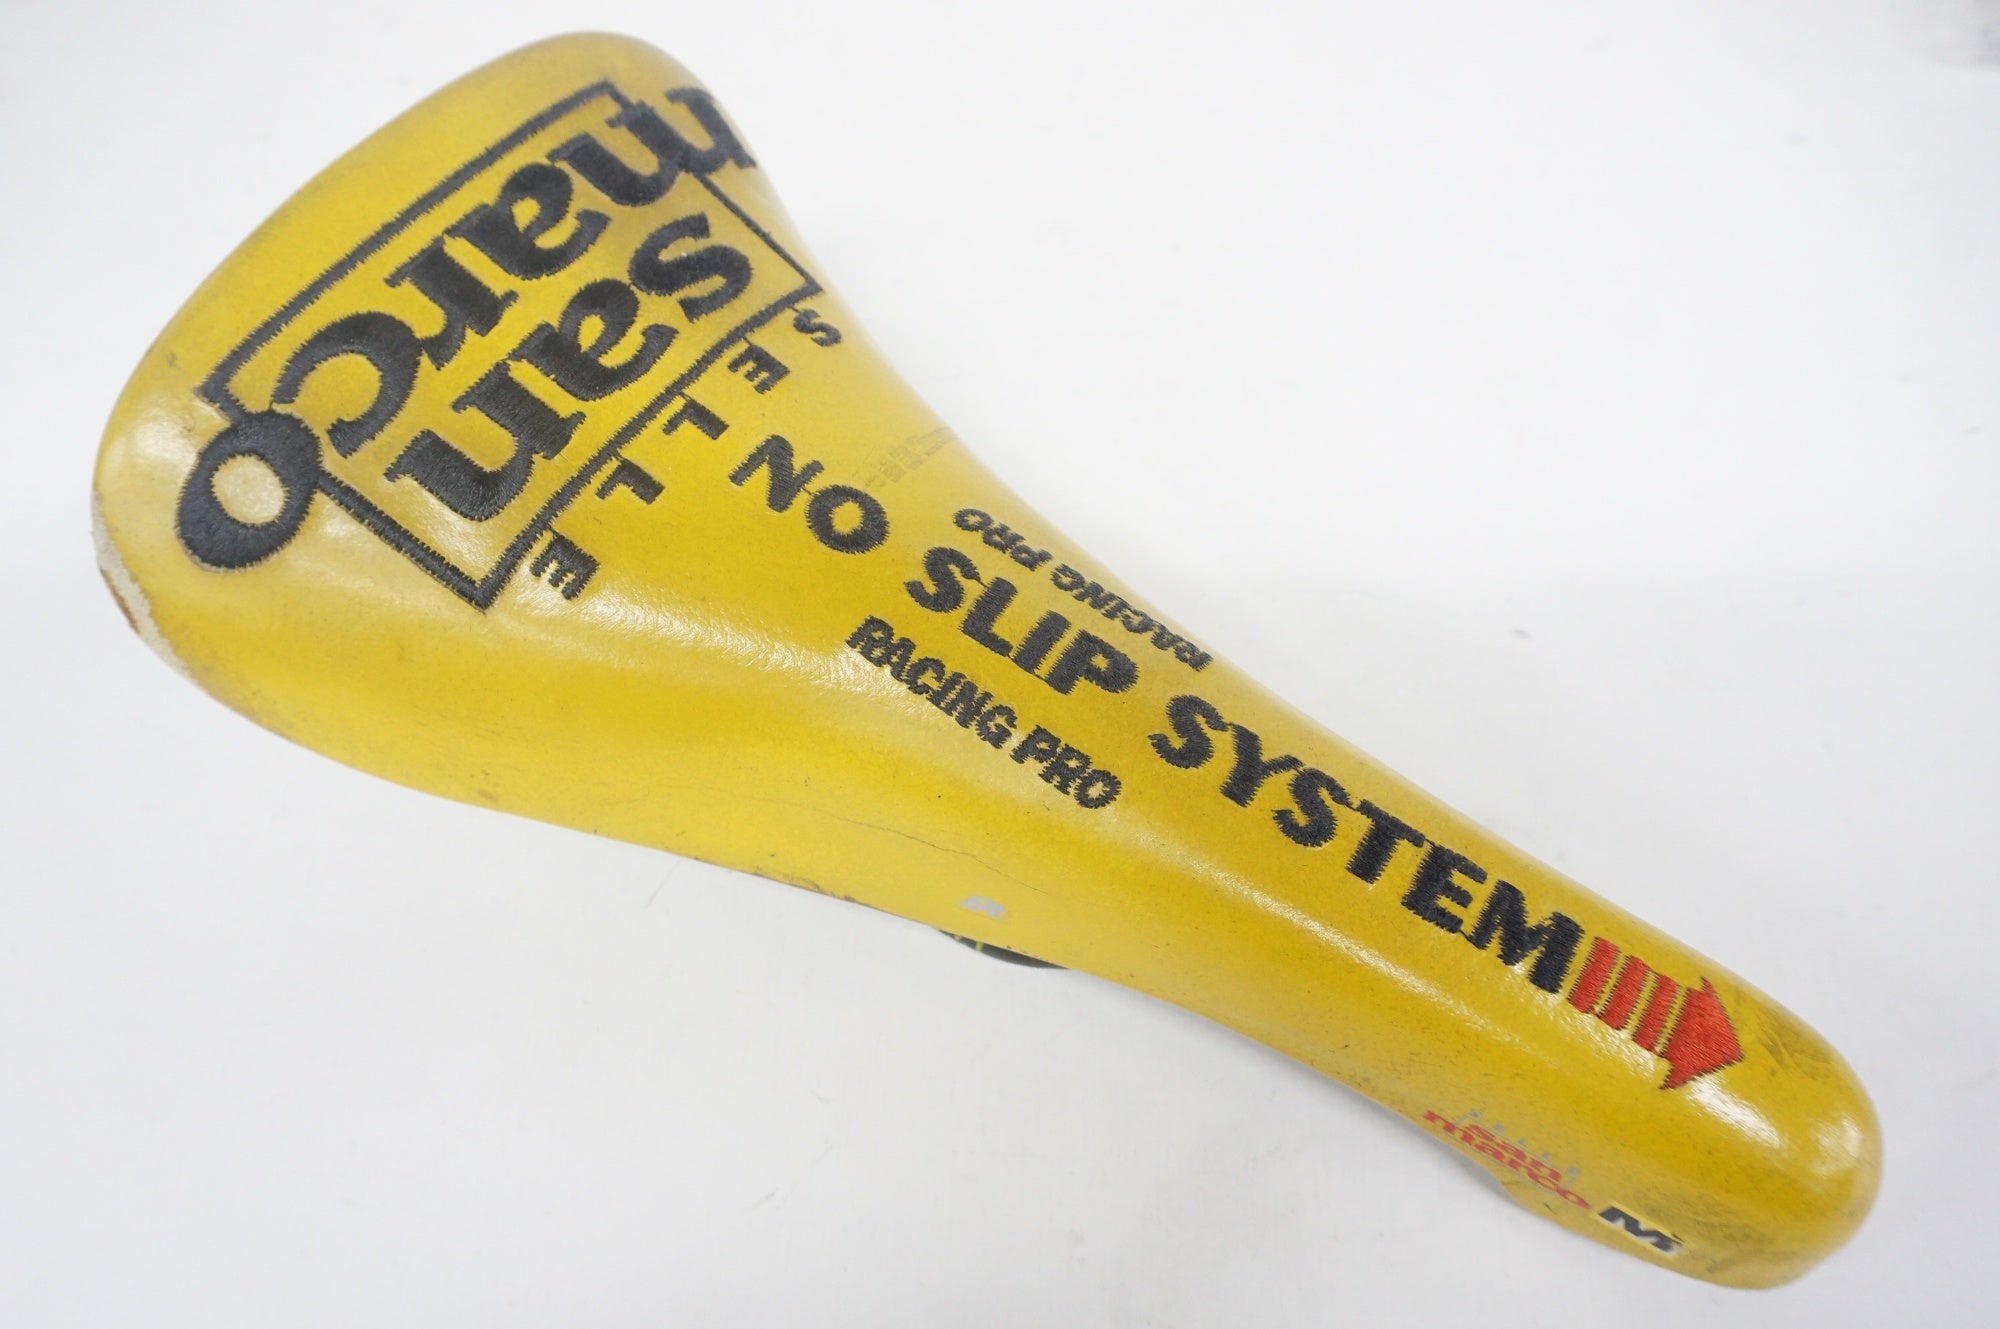 San
marco
SELLE
NO SLIP SYSTEM
RACING PRO
RACING PRO
san
marco
M